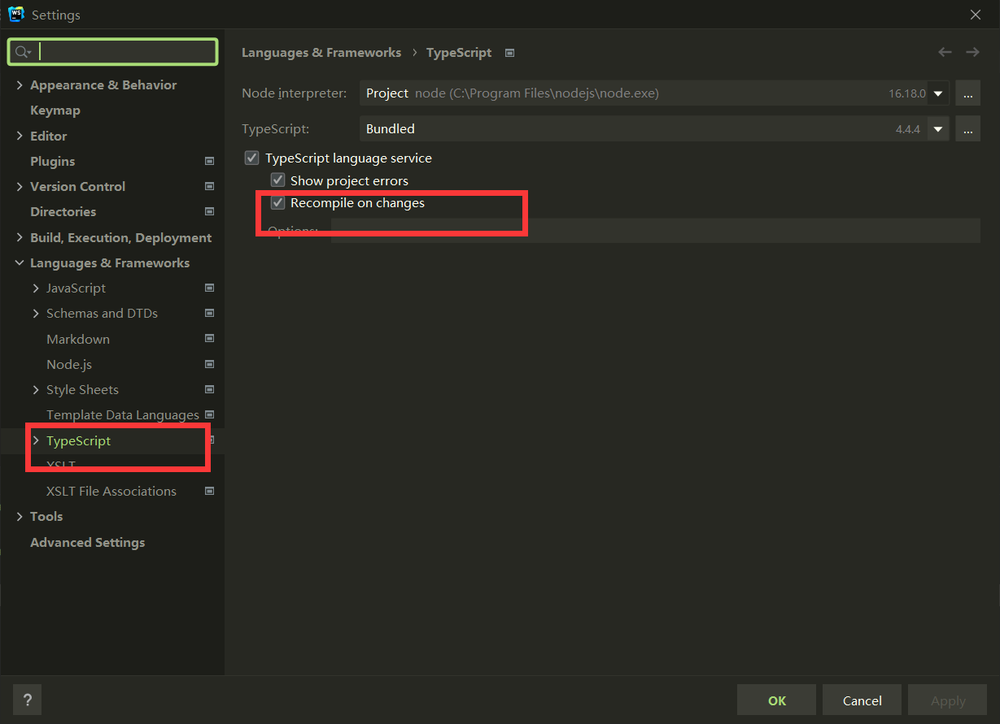 WS
Settings
Appearance & Behavior
Keymap
Editor
Plugins
Version Control
Directories
Build, Execution, Deployment
Languages & Frameworks
JavaScript
Schemas and DTDs
Markdown
Node.js
Style Sheets
Template Data Languages
TypeScript
XSLT
XSLT File Associations
Tools
Advanced Settings
Languages & Frameworks › TypeScript
Node interpreter: Project node (C:\Program Files\nodejs\node.exe) 16.18.0 ...
TypeScript: Bundled 4.4.4 ...
TypeScript language service
Show project errors
Recompile on changes
Options:
? OK Cancel Apply